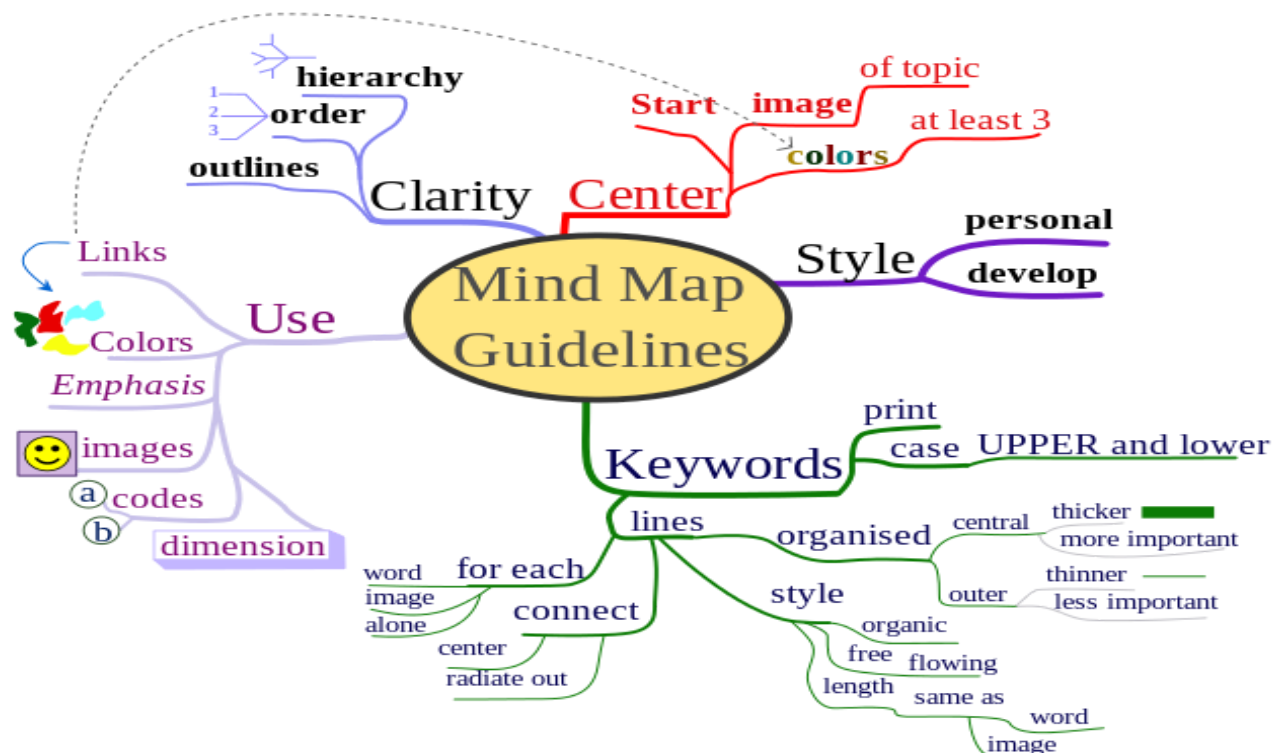 Mind Map
Guidelines
Center
Start
image
of topic
colors
at least 3
Style
personal
develop
Keywords
print
case
UPPER and lower
lines
organised
central
thicker
more important
outer
thinner
less important
style
organic
free
flowing
length
same as
word
image
connect
center
radiate out
for each
word
image
alone
Use
Links
Colors
Emphasis
images
codes
a
b
dimension
Clarity
hierarchy
order
1
2
3
outlines